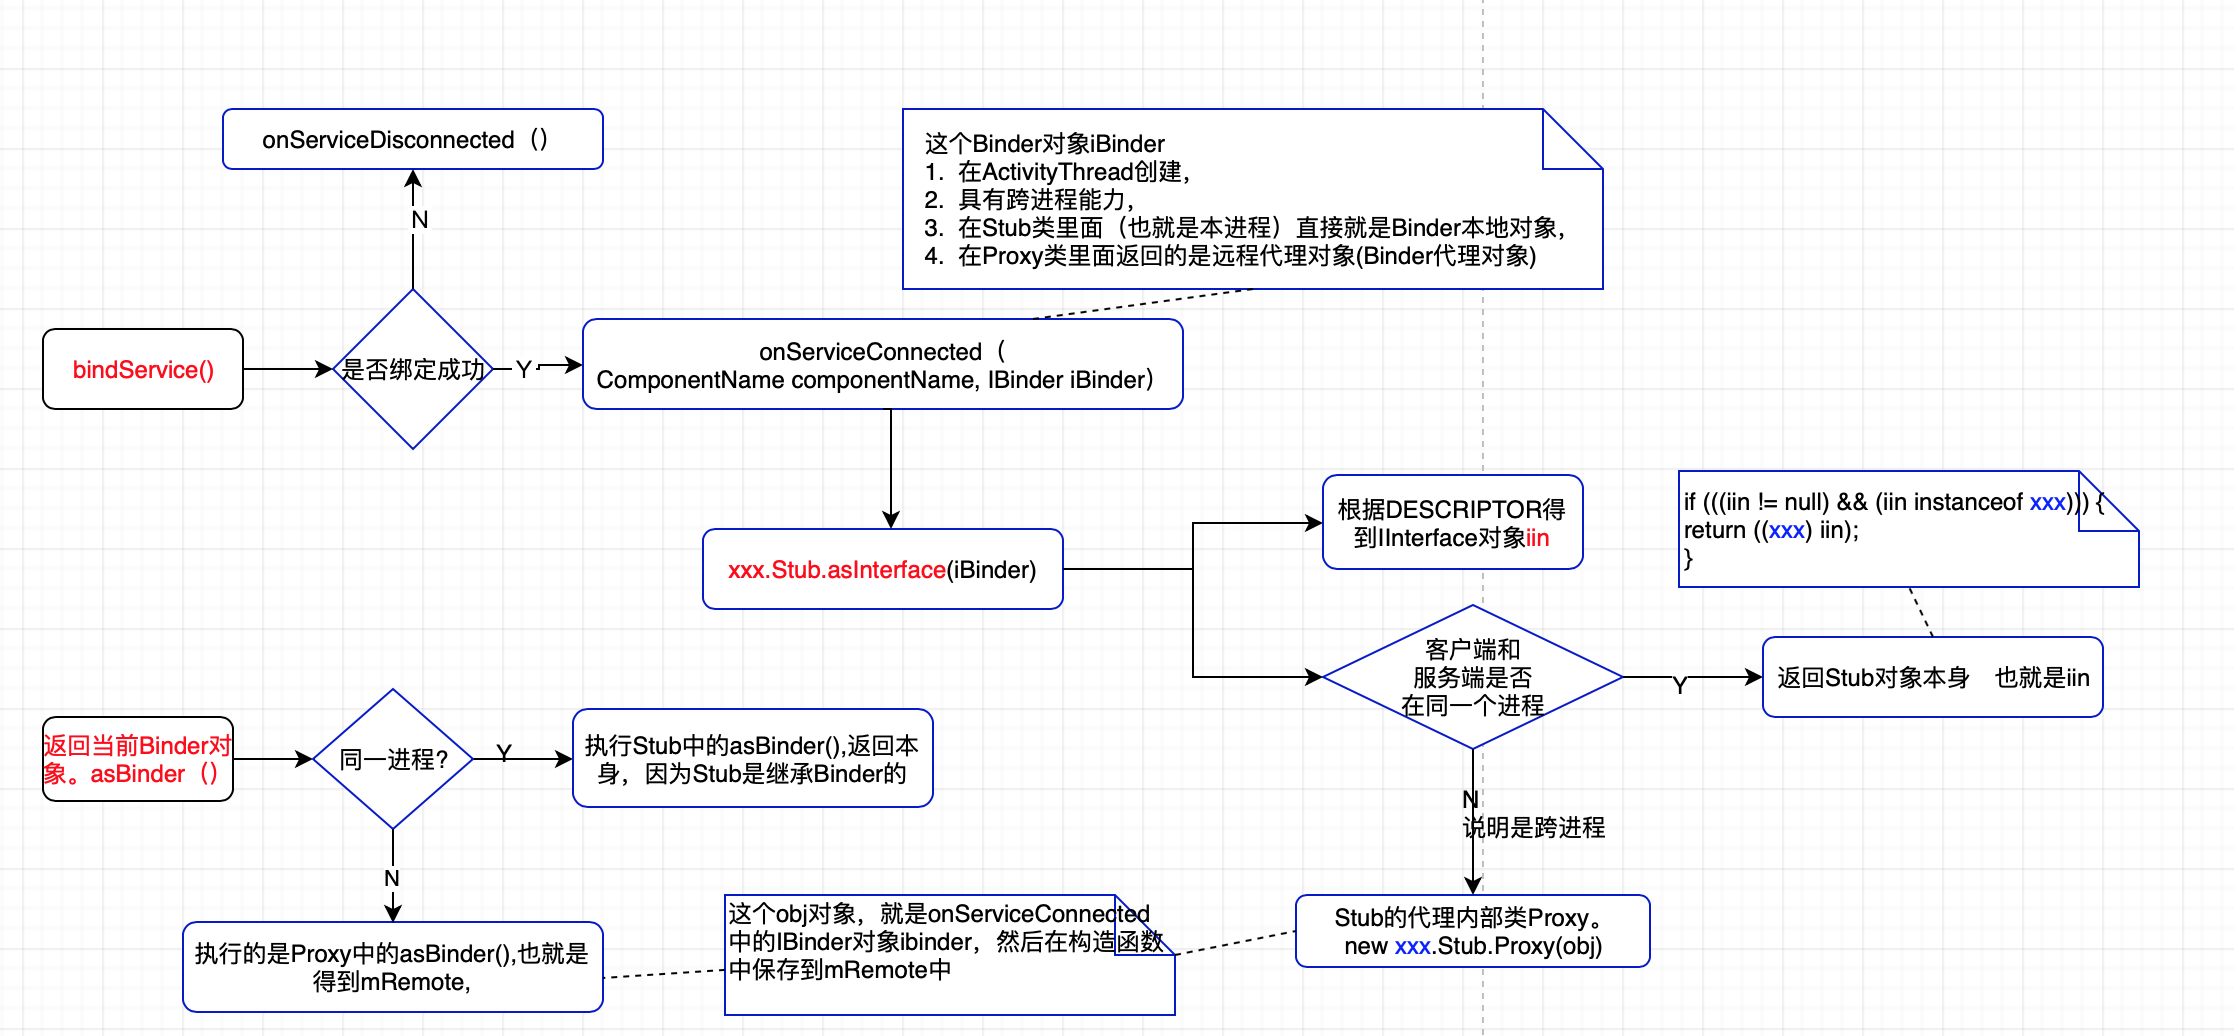 onServiceDisconnected（）
N
bindService()
是否绑定成功
Y
这个Binder对象iBinder
1. 在ActivityThread创建，
2. 具有跨进程能力，
3. 在Stub类里面（也就是本进程）直接就是Binder本地对象，
4. 在Proxy类里面返回的是远程代理对象(Binder代理对象)
onServiceConnected（
ComponentName componentName, IBinder iBinder）
xxx.Stub.asInterface(iBinder)
根据DESCRIPTOR得
到IInterface对象iin
if (((iin != null) && (iin instanceof xxx))) {
return ((xxx) iin);
}
客户端和
服务端是否
在同一个进程
Y
返回Stub对象本身 也就是iin
N
说明是跨进程
Stub的代理内部类Proxy。
new xxx.Stub.Proxy(obj)
返回当前Binder对
象。asBinder（）
同一进程?
Y
执行Stub中的asBinder(),返回本
身，因为Stub是继承Binder的
N
执行的是Proxy中的asBinder(),也就是
得到mRemote,
这个obj对象，就是onServiceConnected
中的IBinder对象ibinder，然后在构造函数
中保存到mRemote中